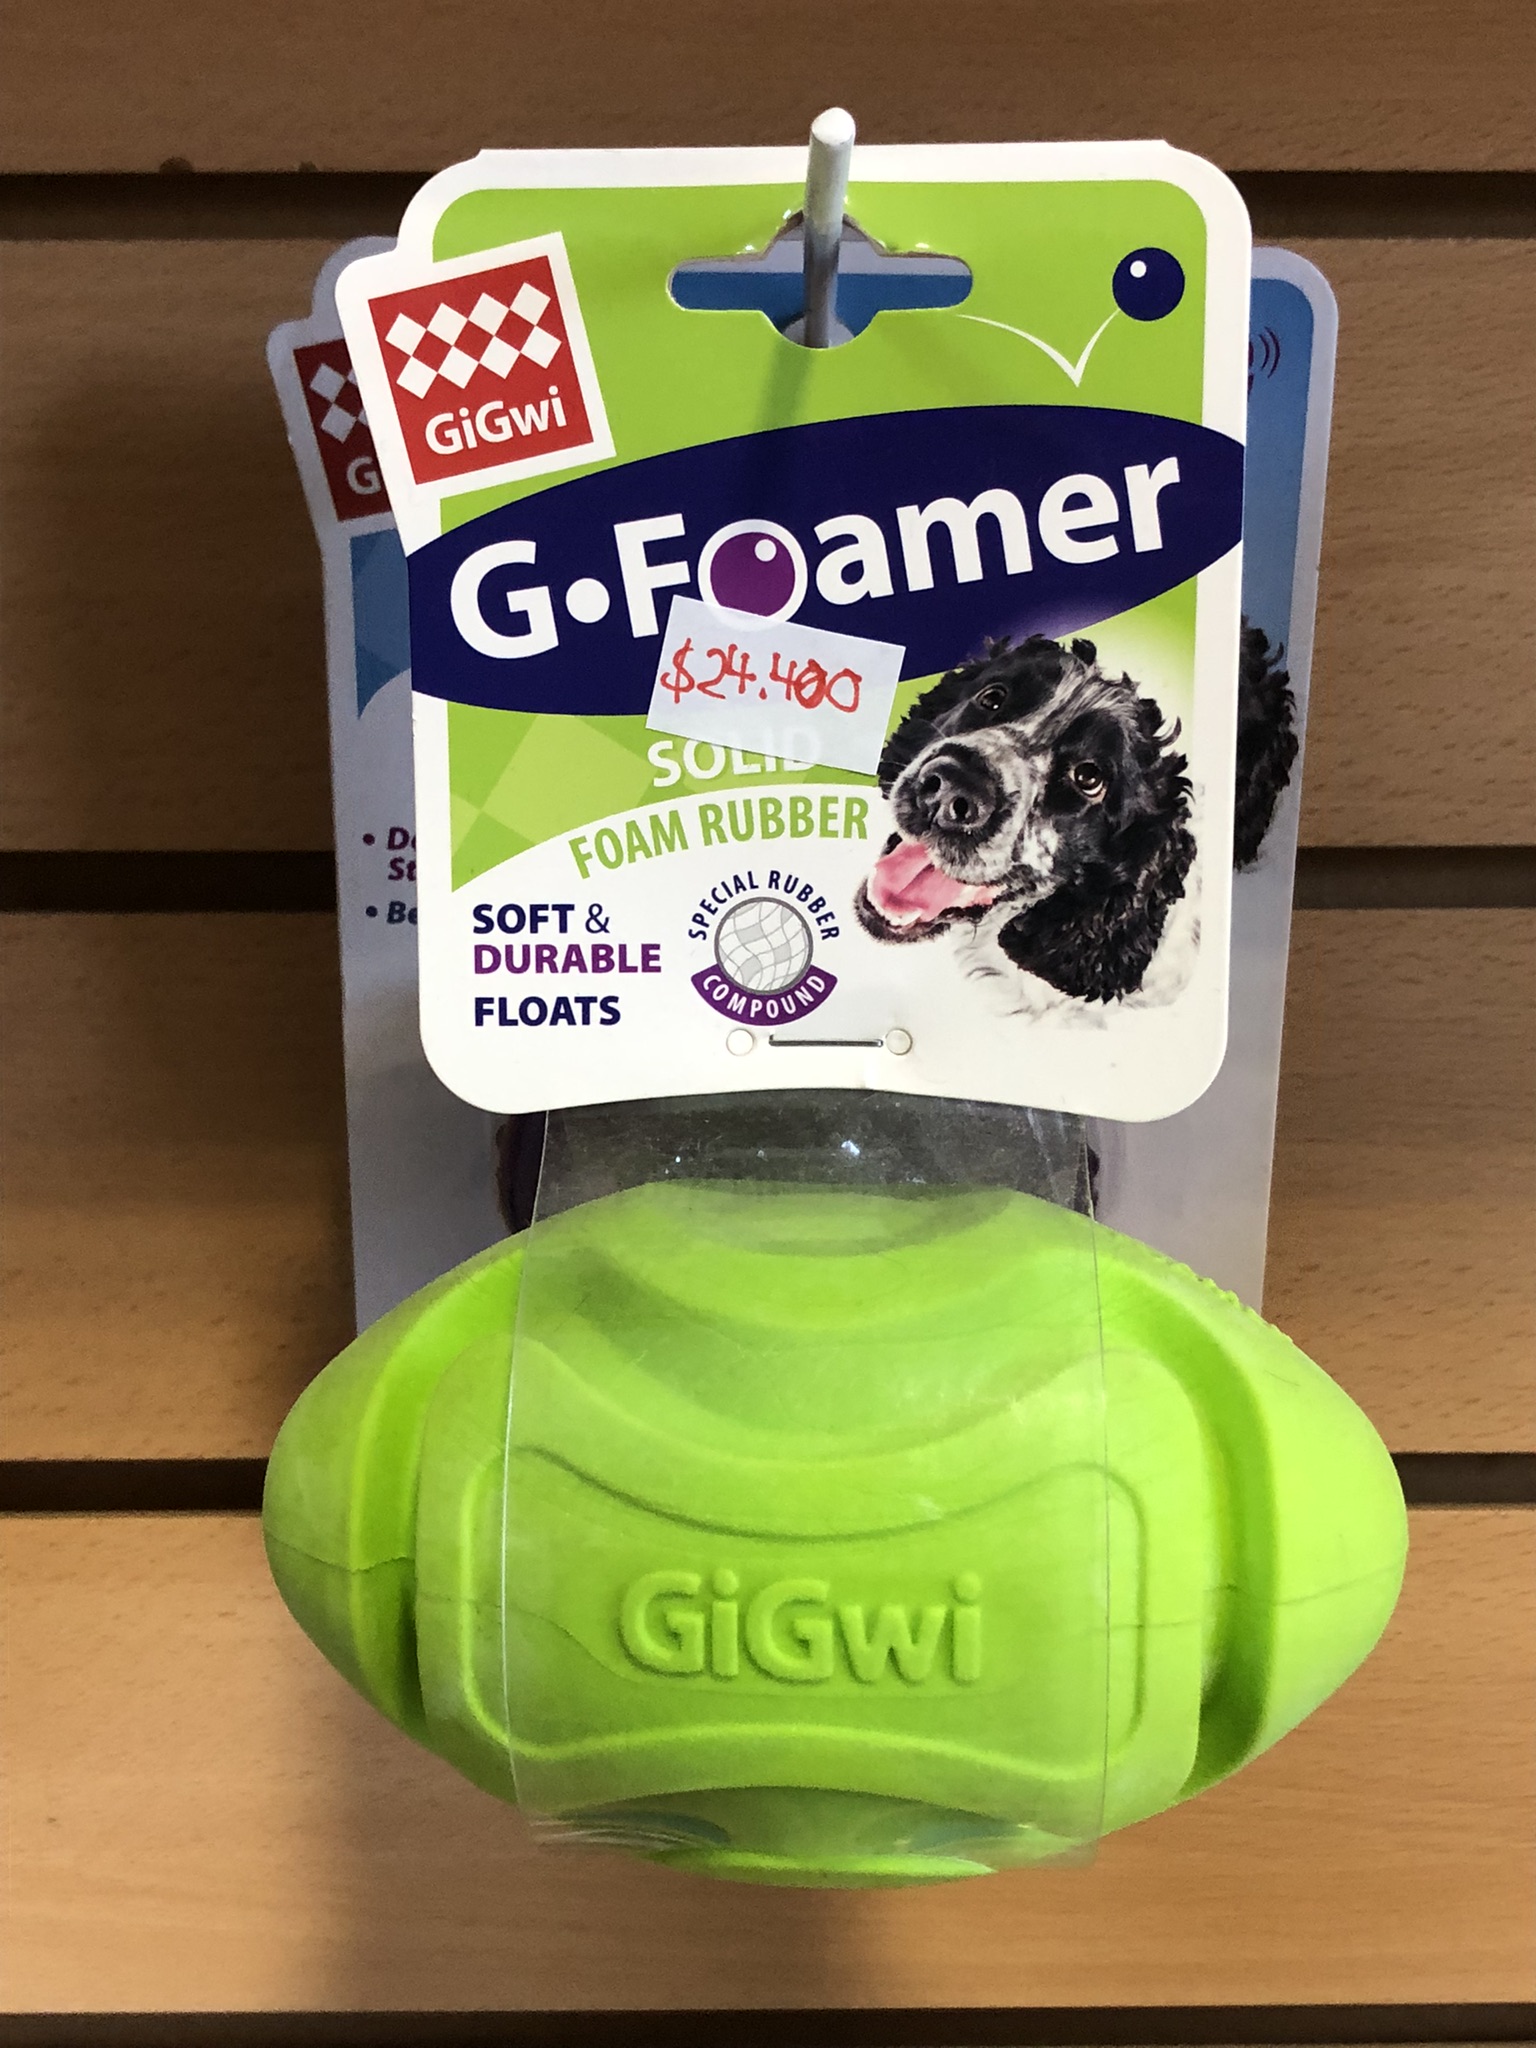 GiGwi
G•Foamer
$24.400
SOLID
FOAM RUBBER
SOFT &
DURABLE
FLOATS
SPECIAL RUBBER
COMPOUND
GiGwi